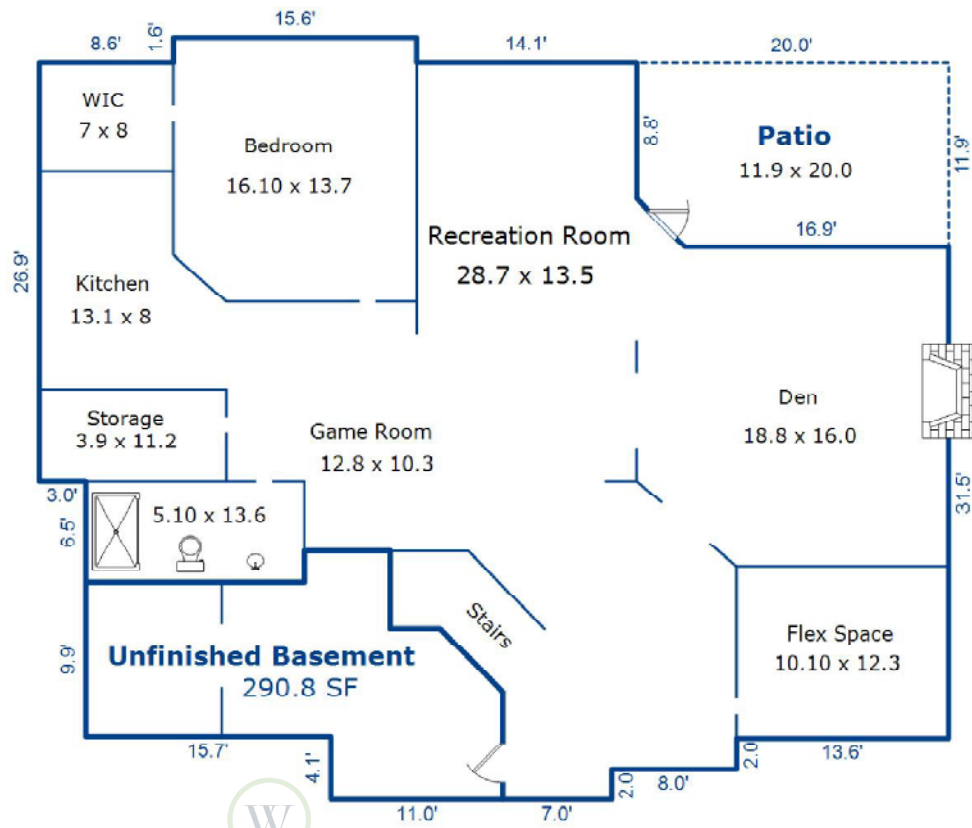 15.6'
8.6'
1.6'
14.1'
20.0'
WIC
7 x 8
Bedroom
16.10 x 13.7
8.8'
Patio
11.9 x 20.0
11.9'
16.9'
Recreation Room
28.7 x 13.5
26.9'
Kitchen
13.1 x 8
Storage
3.9 x 11.2
Game Room
12.8 x 10.3
Den
18.8 x 16.0
31.5'
3.0'
6.5'
5.10 x 13.6
Stairs
Flex Space
10.10 x 12.3
9.9'
Unfinished Basement
290.8 SF
15.7'
4.1'
11.0'
7.0'
2.0'
8.0'
2.0
13.6'
W